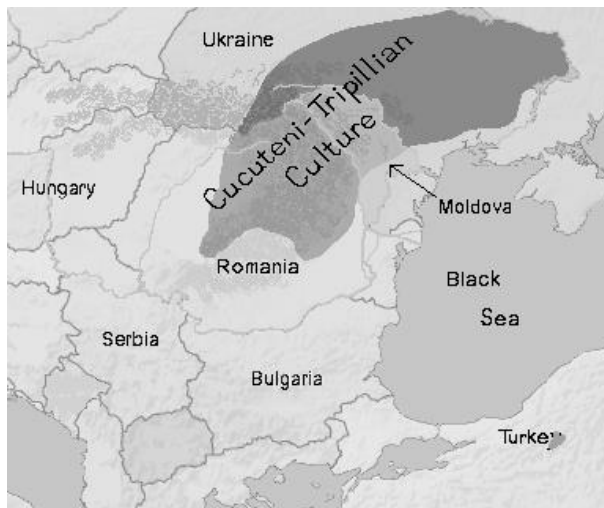 Ukraine
Cucuteni-Tripillian
Culture
Hungary
Moldova
Romania
Black
Sea
Serbia
Bulgaria
Turkey